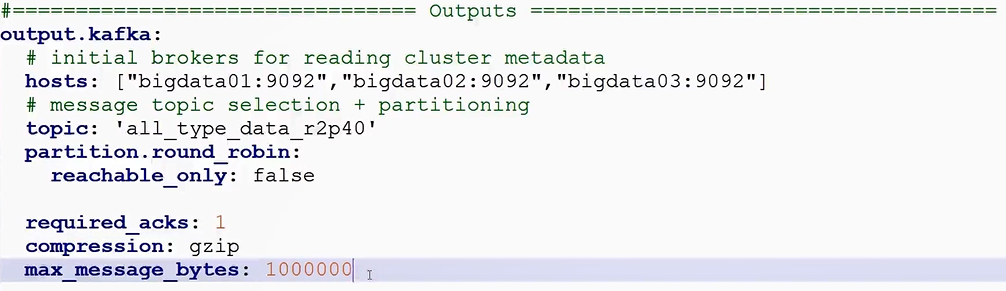 #=============================== Outputs ====================================
output.kafka:
  # initial brokers for reading cluster metadata
  hosts: ["bigdata01:9092","bigdata02:9092","bigdata03:9092"]
  # message topic selection + partitioning
  topic: 'all_type_data_r2p40'
  partition.round_robin:
    reachable_only: false

  required_acks: 1
  compression: gzip
  max_message_bytes: 1000000